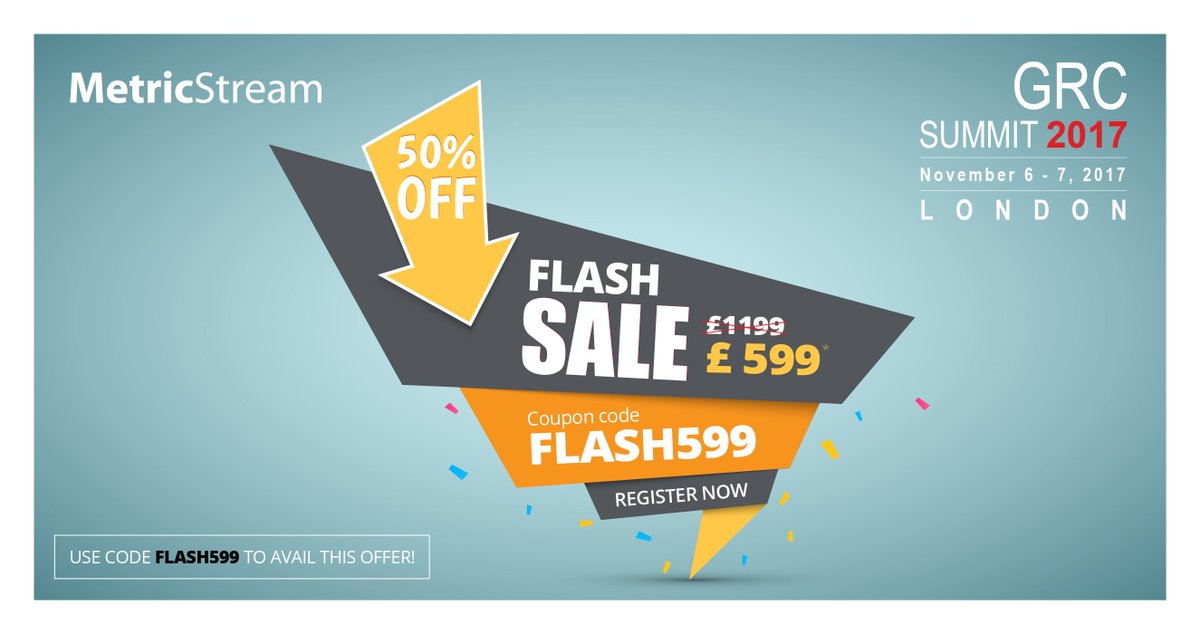 MetricStream
GRC
SUMMIT 2017
November 6 - 7, 2017
LONDON
50%
OFF
FLASH
SALE
£1199
£ 599*
Coupon code
FLASH599
REGISTER NOW
USE CODE FLASH599 TO AVAIL THIS OFFER!